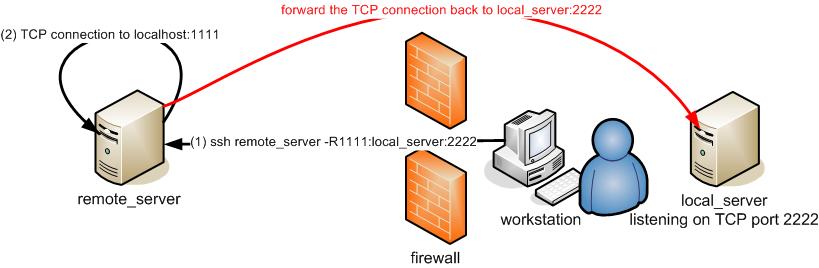 forward the TCP connection back to local_server:2222
(2) TCP connection to localhost:1111
(1) ssh remote_server -R1111:local_server:2222
remote_server
workstation
local_server
listening on TCP port 2222
firewall